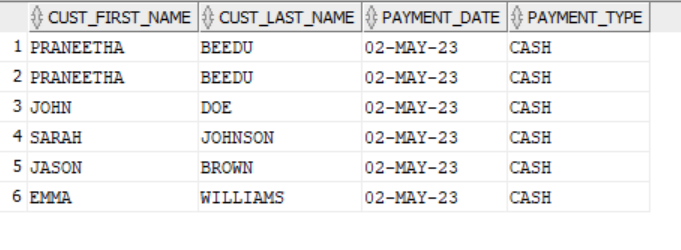 CUST_FIRST_NAME CUST_LAST_NAME PAYMENT_DATE PAYMENT_TYPE
1 PRANEETHA BEEDU 02-MAY-23 CASH
2 PRANEETHA BEEDU 02-MAY-23 CASH
3 JOHN DOE 02-MAY-23 CASH
4 SARAH JOHNSON 02-MAY-23 CASH
5 JASON BROWN 02-MAY-23 CASH
6 EMMA WILLIAMS 02-MAY-23 CASH